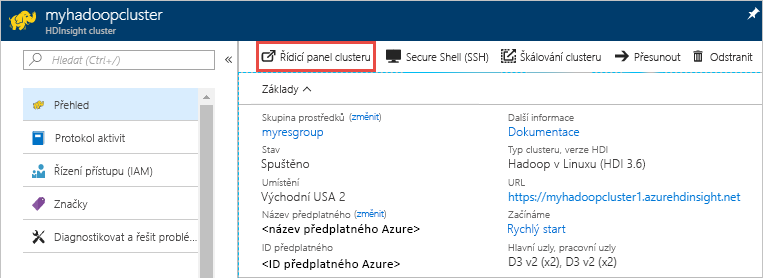 myhadoopcluster
HDInsight cluster
Hledat (Ctrl+/)
Přehled
Protokol aktivit
Řízení přístupu (IAM)
Značky
Diagnostikovat a řešit problé...
Řídicí panel clusteru
Secure Shell (SSH)
Škálování clusteru
Přesunout
Odstranit
Základy
Skupina prostředků (změnit)
myresgroup
Stav
Spuštěno
Umístění
Východní USA 2
Název předplatného (změnit)
<název předplatného Azure>
ID předplatného
<ID předplatného Azure>
Další informace
Dokumentace
Typ clusteru, verze HDI
Hadoop v Linuxu (HDI 3.6)
URL
https://myhadoopcluster1.azurehdinsight.net
Začínáme
Rychlý start
Hlavní uzly, pracovní uzly
D3 v2 (x2), D3 v2 (x2)